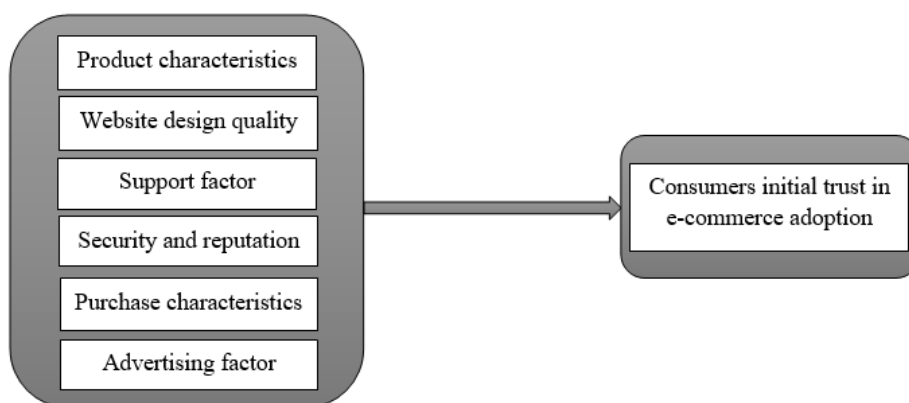 Product characteristics
Website design quality
Support factor
Security and reputation
Purchase characteristics
Advertising factor
Consumers initial trust in
e-commerce adoption